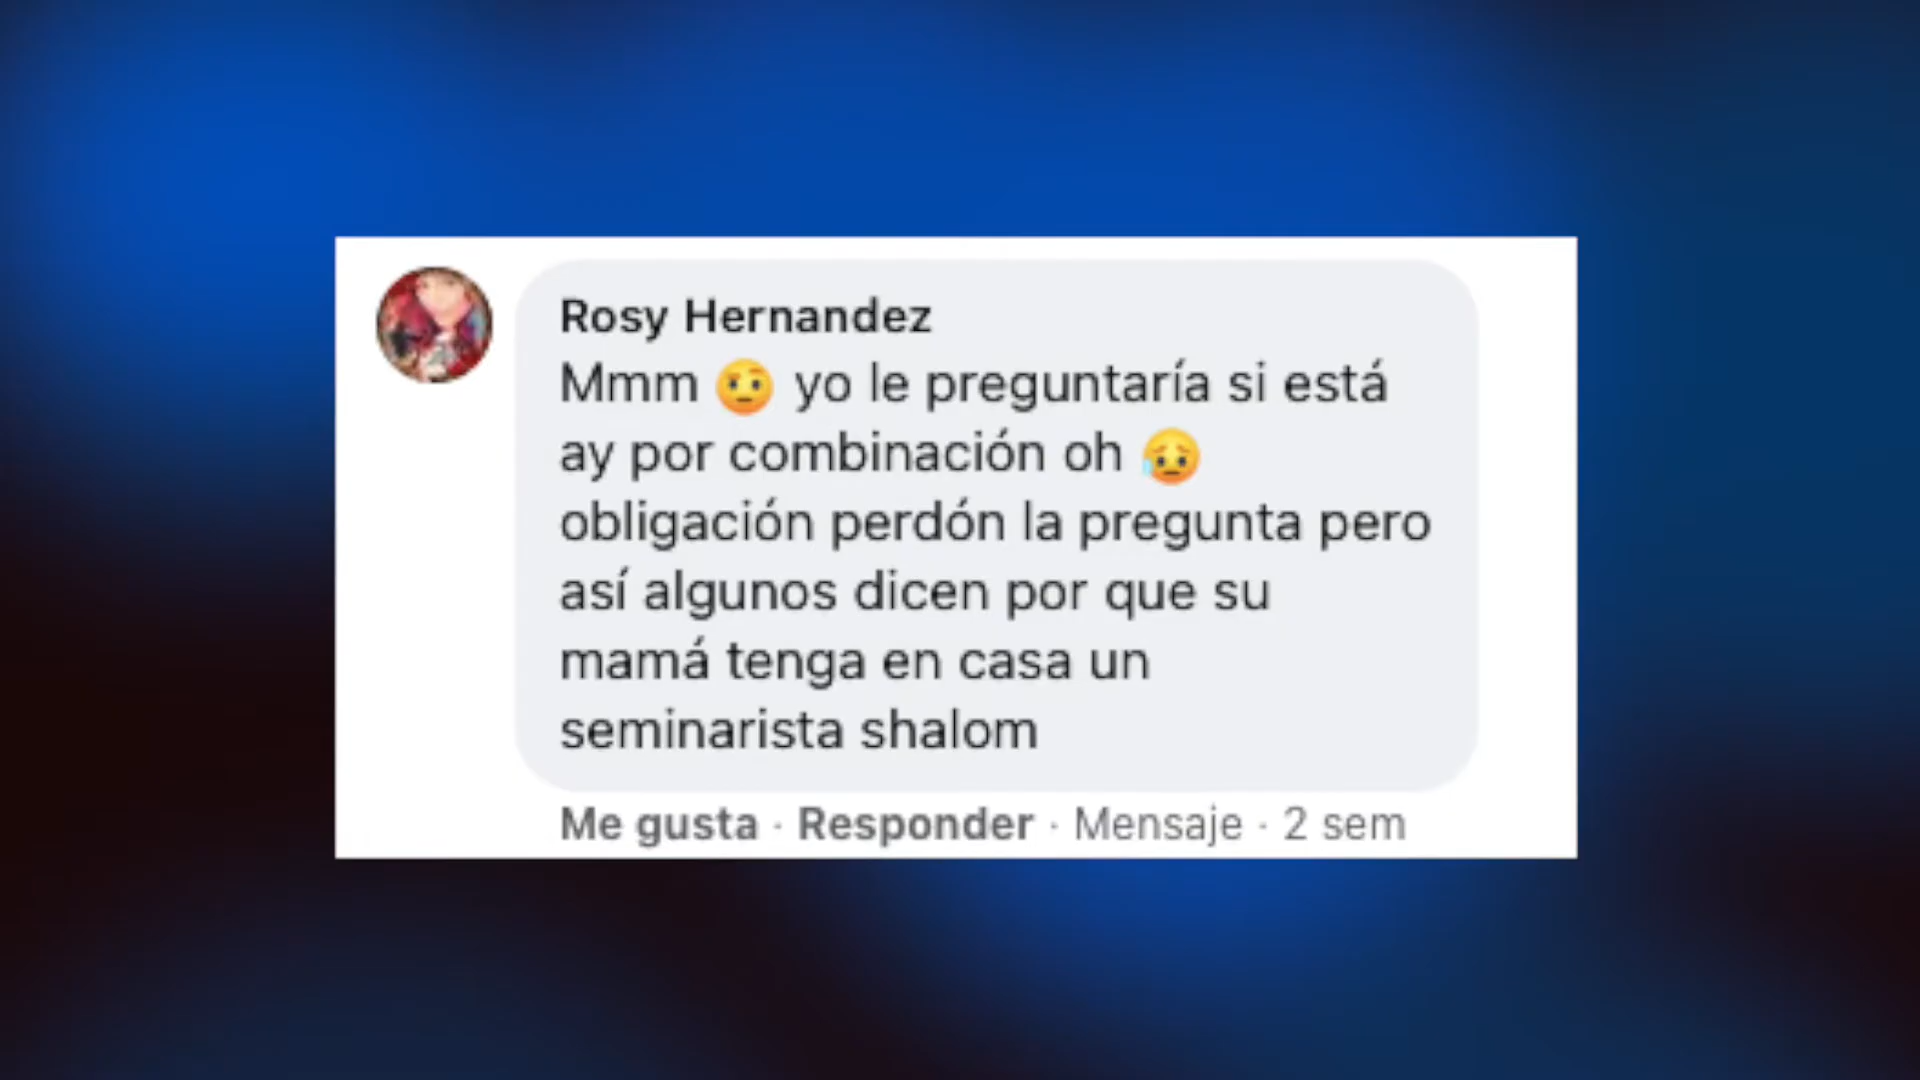 Rosy Hernandez
Mmm 🤨 yo le preguntaría si está
ay por combinación oh 😥
obligación perdón la pregunta pero
así algunos dicen por que su
mamá tenga en casa un
seminarista shalom
Me gusta · Responder · Mensaje · 2 sem